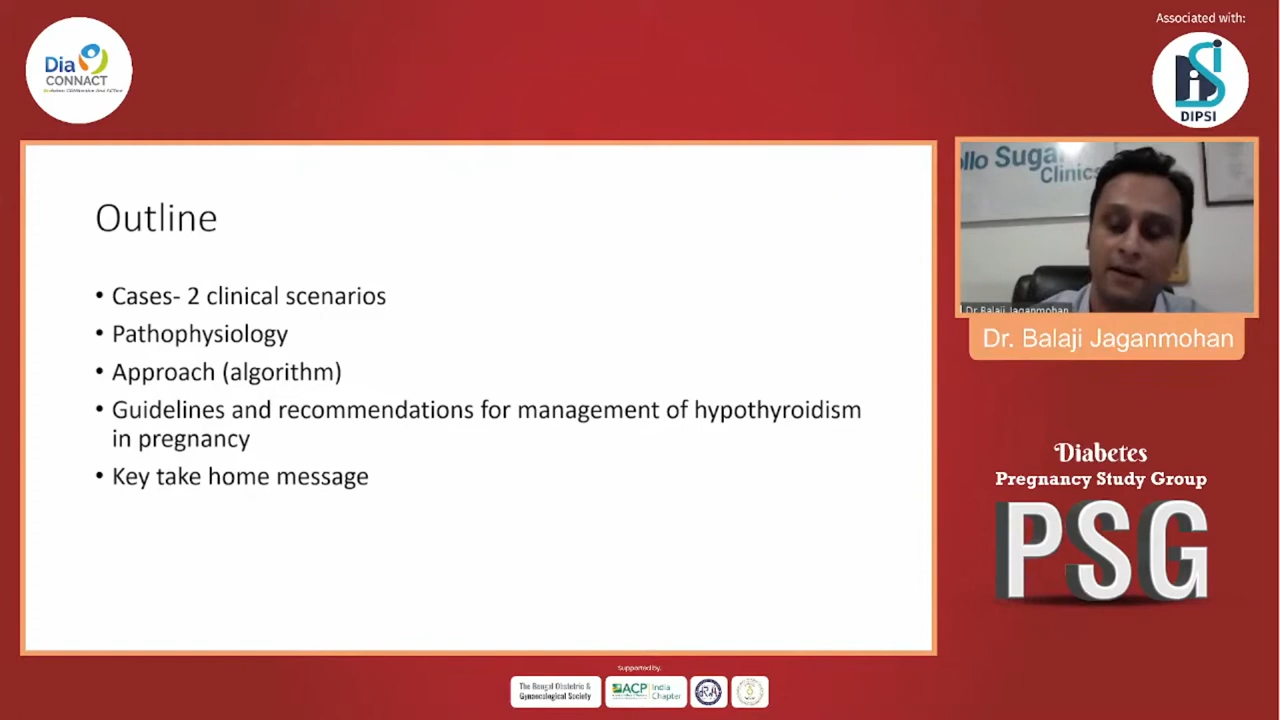 Associated with:
Dia
CONNACT
DIPSI
Outline
• Cases- 2 clinical scenarios
• Pathophysiology
• Approach (algorithm)
• Guidelines and recommendations for management of hypothyroidism
in pregnancy
• Key take home message
llo Sugar
Clinics
Dr. Balaji Jaganmohan
Dr. Balaji Jaganmohan
Diabetes
Pregnancy Study Group
PSG
Supported by:
The Bengal Obstetric &
Gynaecological Society
ACP
India
Chapter